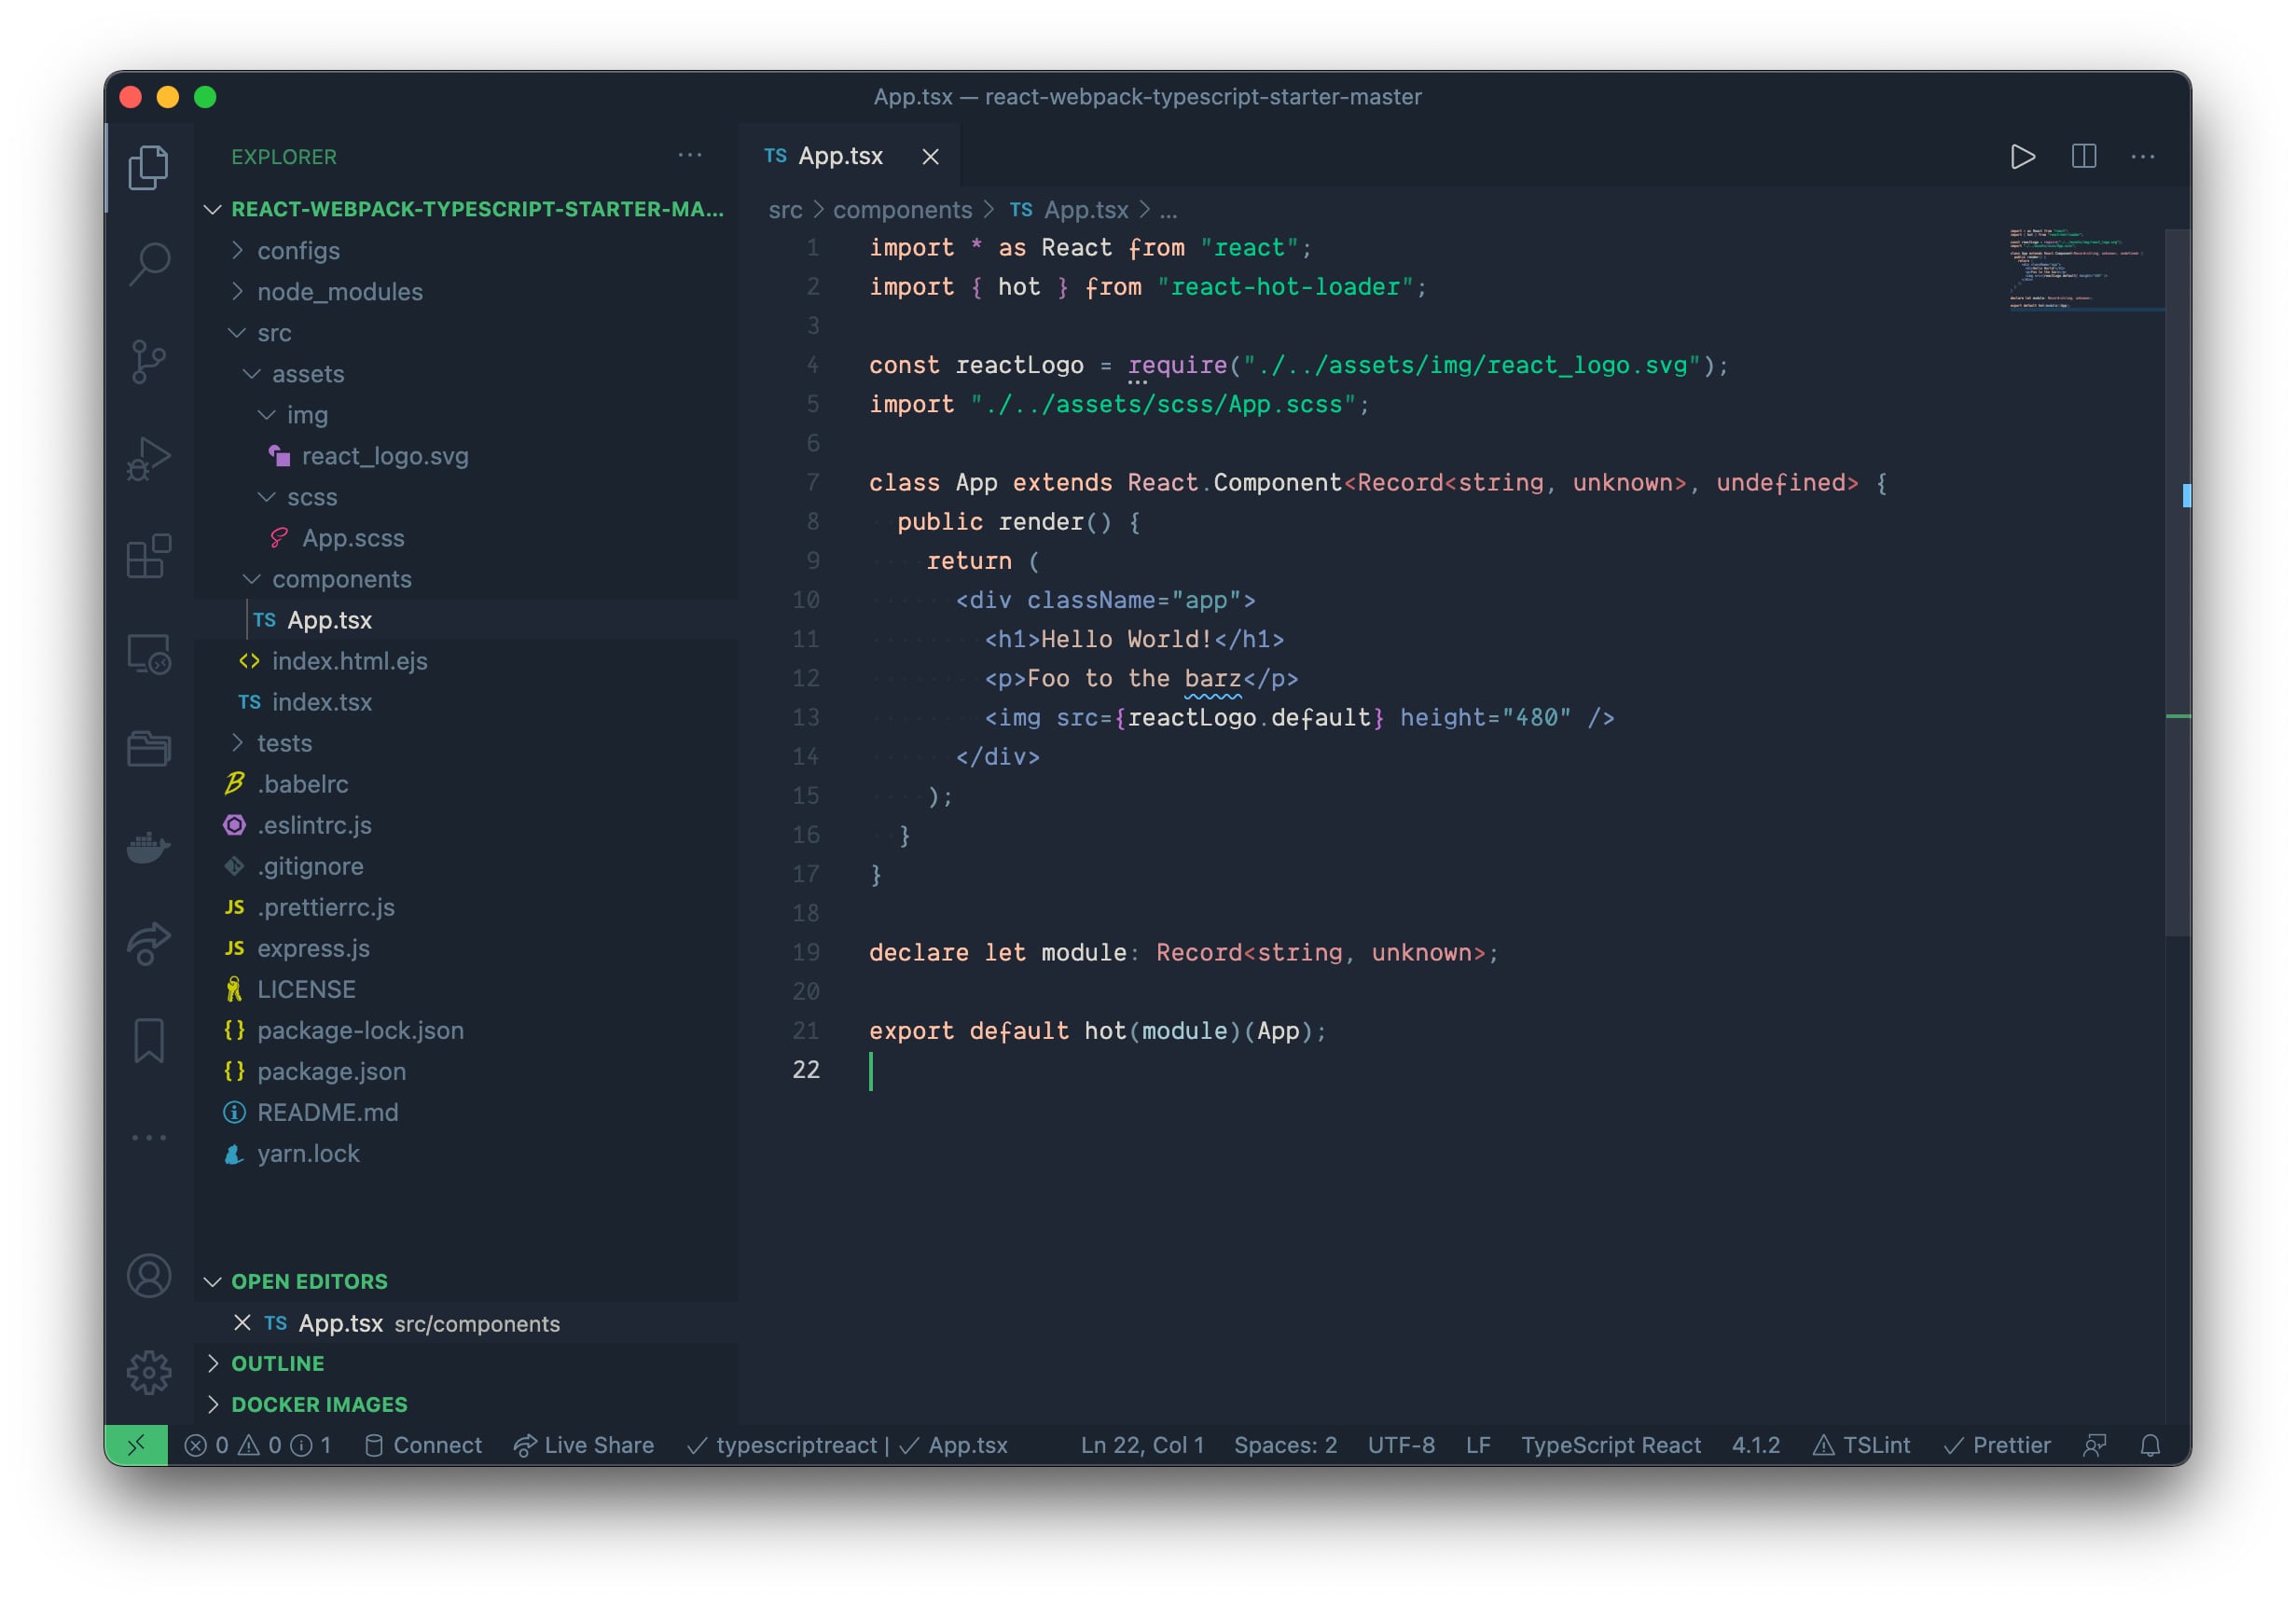 App.tsx — react-webpack-typescript-starter-master
EXPLORER
REACT-WEBPACK-TYPESCRIPT-STARTER-MA...
configs
node_modules
src
assets
img
react_logo.svg
scss
App.scss
components
TS App.tsx
<> index.html.ejs
TS index.tsx
tests
.babelrc
.eslintrc.js
.gitignore
JS .prettierrc.js
JS express.js
LICENSE
{} package-lock.json
{} package.json
README.md
yarn.lock
OPEN EDITORS
TS App.tsx src/components
OUTLINE
DOCKER IMAGES
TS App.tsx
src > components > TS App.tsx > ...
1 import * as React from "react";
2 import { hot } from "react-hot-loader";
3
4 const reactLogo = require("./../assets/img/react_logo.svg");
5 import "./../assets/scss/App.scss";
6
7 class App extends React.Component<Record<string, unknown>, undefined> {
8 public render() {
9 return (
10 <div className="app">
11 <h1>Hello World!</h1>
12 <p>Foo to the barz</p>
13 <img src={reactLogo.default} height="480" />
14 </div>
15 );
16 }
17 }
18
19 declare let module: Record<string, unknown>;
20
21 export default hot(module)(App);
22
0 0 1 Connect Live Share typescriptreact | App.tsx Ln 22, Col 1 Spaces: 2 UTF-8 LF TypeScript React 4.1.2 TSLint Prettier